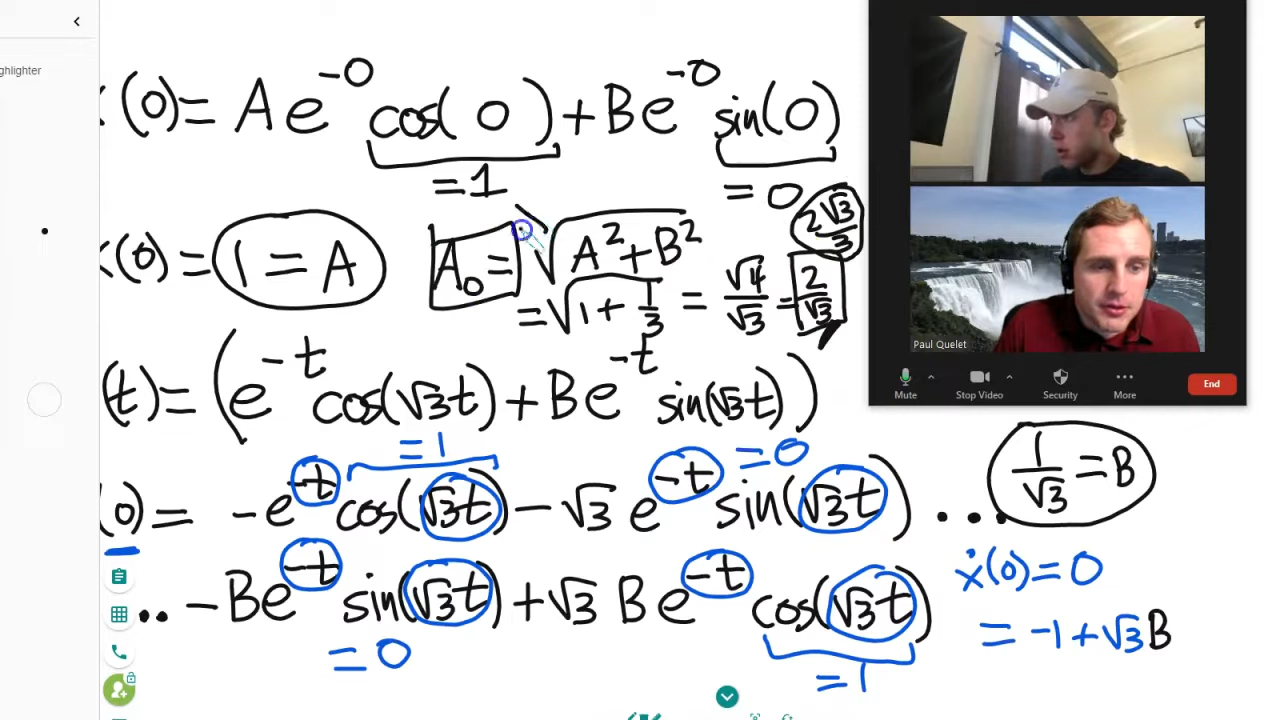 ghlighter
(0) = Ae^-0 cos(0) + Be^-0 sin(0)
= 1
= 0
2√3/3
x(0) = 1 = A
A₀ = √A² + B²
= √1 + 1/3 = √4/√3 = 2/√3
(t) = (e^-t cos(√3t) + Be^-t sin(√3t))
= 1
= 0
(0) = -e^-t cos(√3t) - √3 e^-t sin(√3t) ...
1/√3 = B
.. - Be^-t sin(√3t) + √3 Be^-t cos(√3t)
= 0
= 1
ẋ(0) = 0
= -1 + √3B
Paul Quelet
Mute
Stop Video
Security
More
End